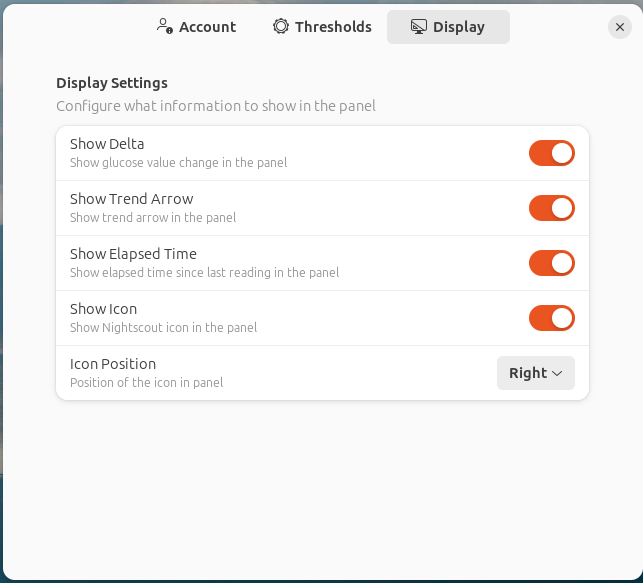 Account
Thresholds
Display
Display Settings
Configure what information to show in the panel
Show Delta
Show glucose value change in the panel
Show Trend Arrow
Show trend arrow in the panel
Show Elapsed Time
Show elapsed time since last reading in the panel
Show Icon
Show Nightscout icon in the panel
Icon Position
Position of the icon in panel
Right